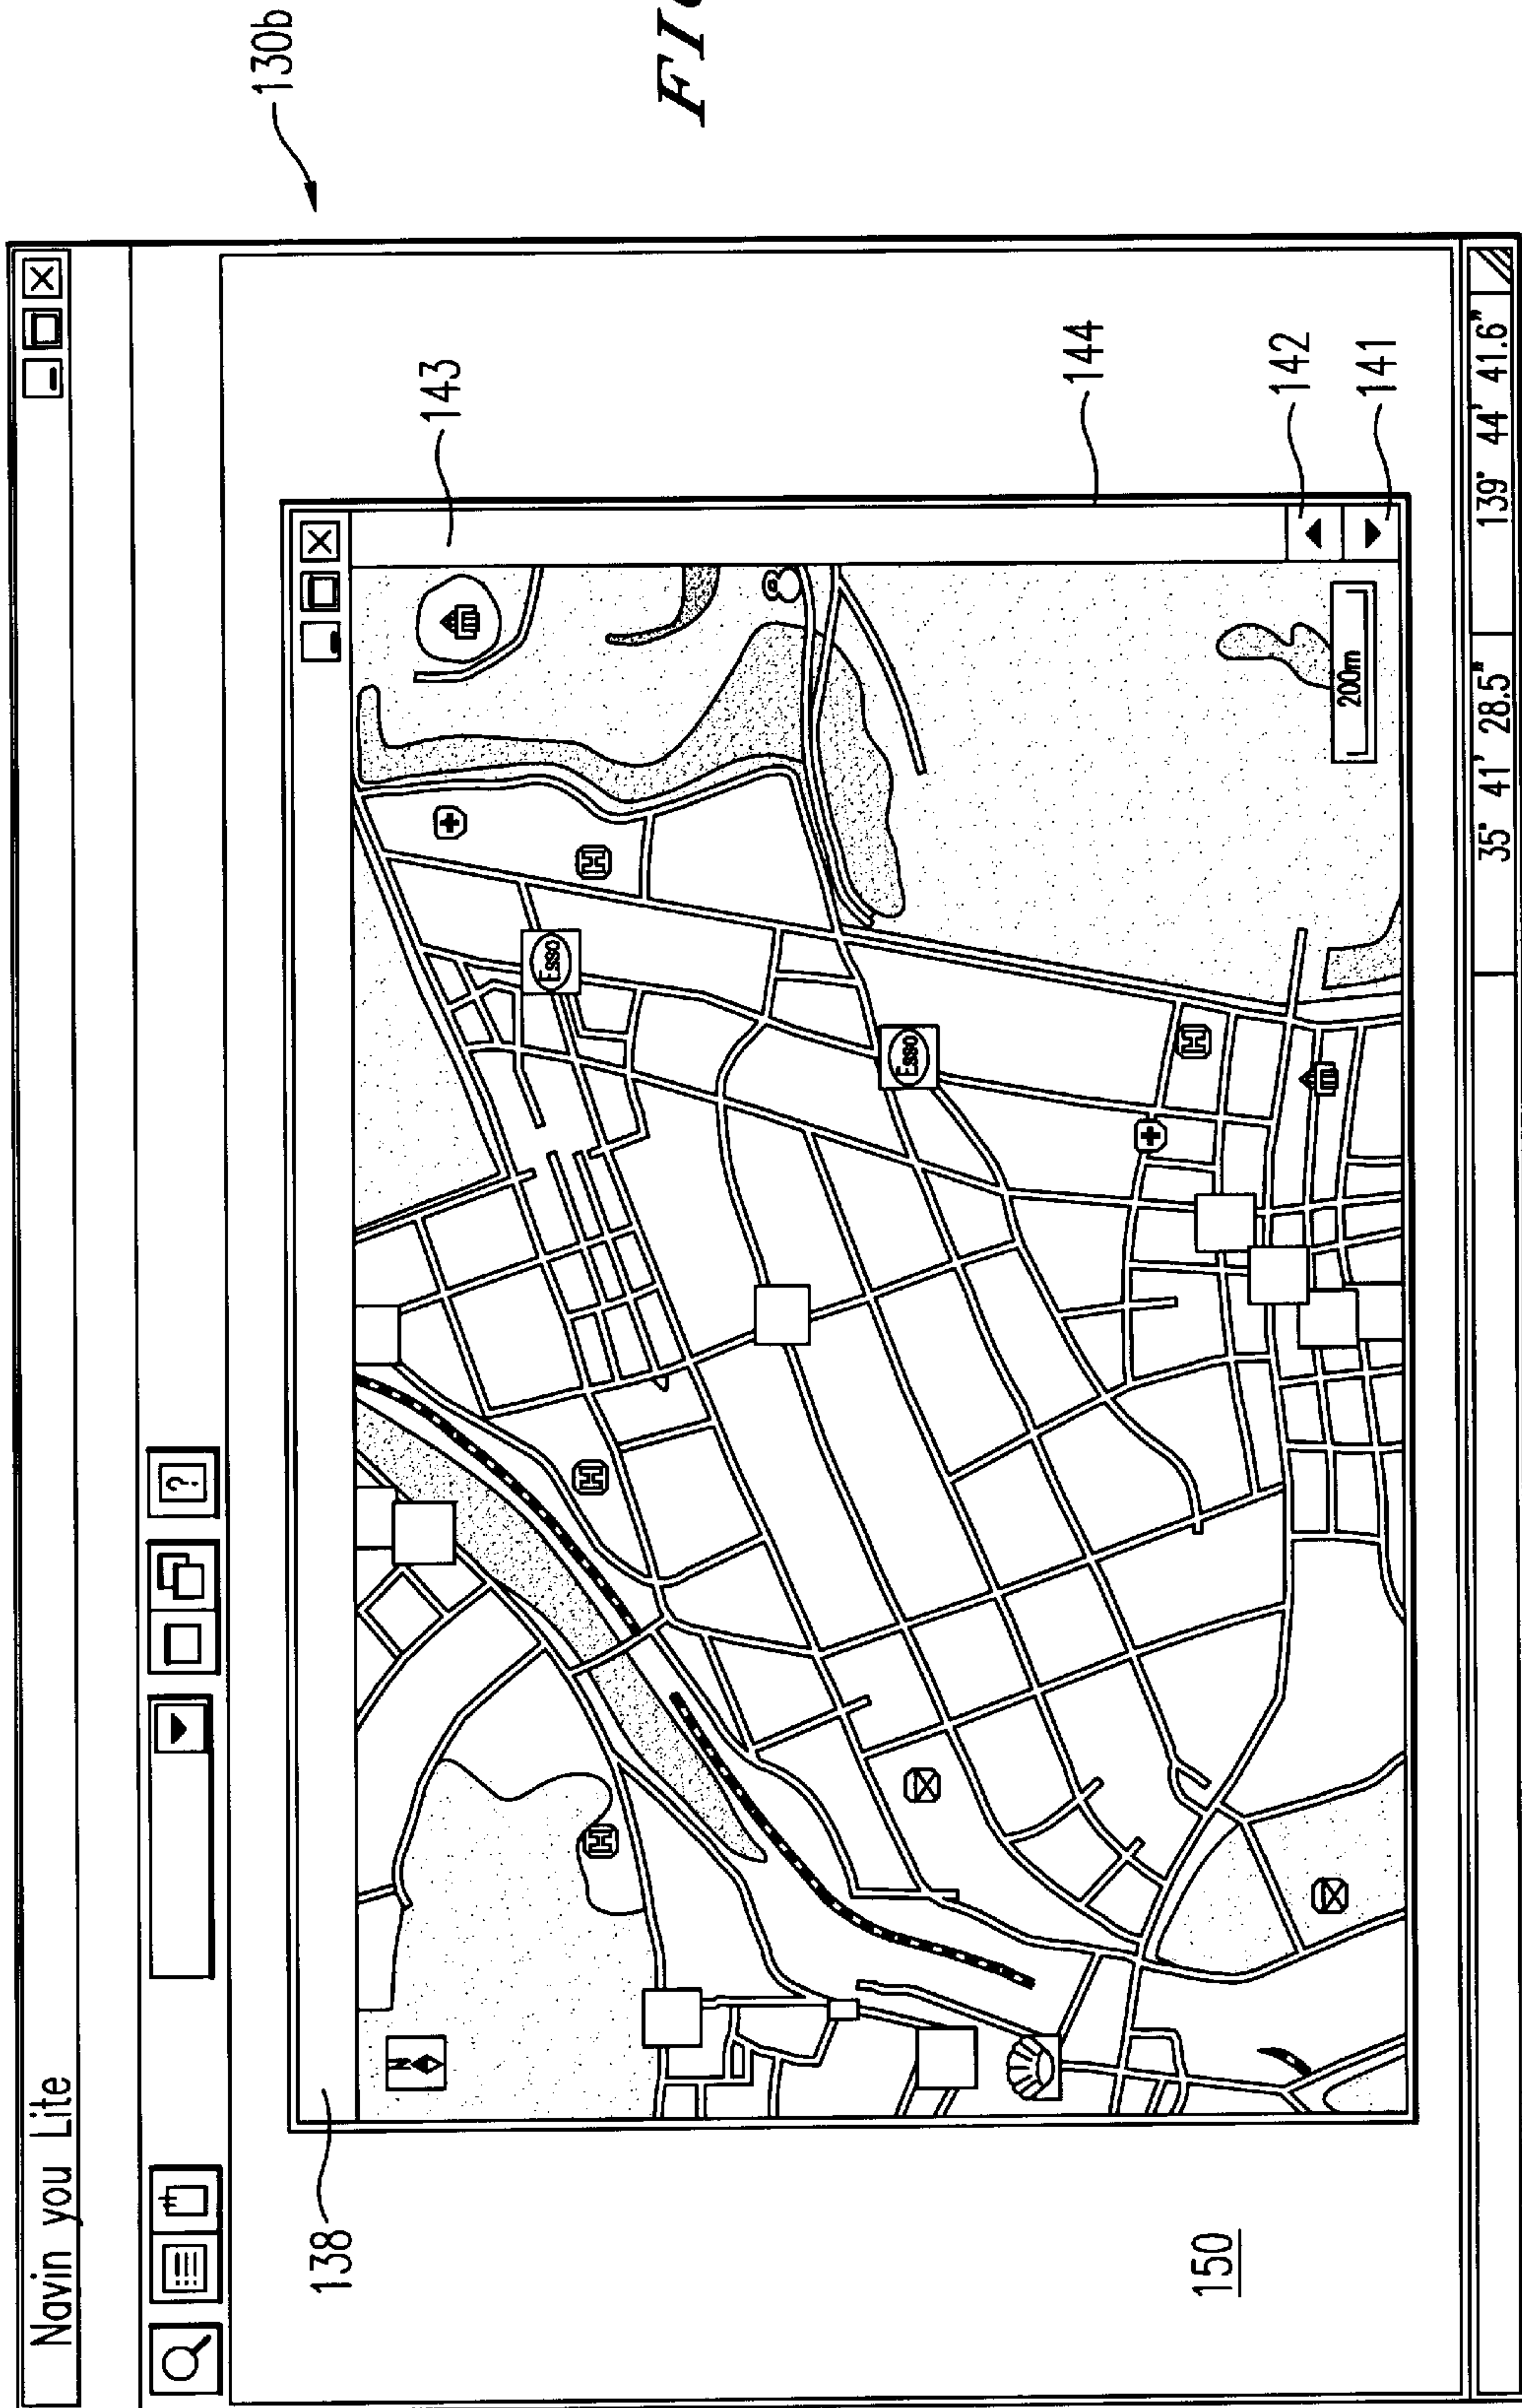 Navin you Lite
130b
138
143
N
H
H
H
Esso
Esso
H
8
144
142
141
200m
150
35° 41' 28.5"
139° 44' 41.6"
?